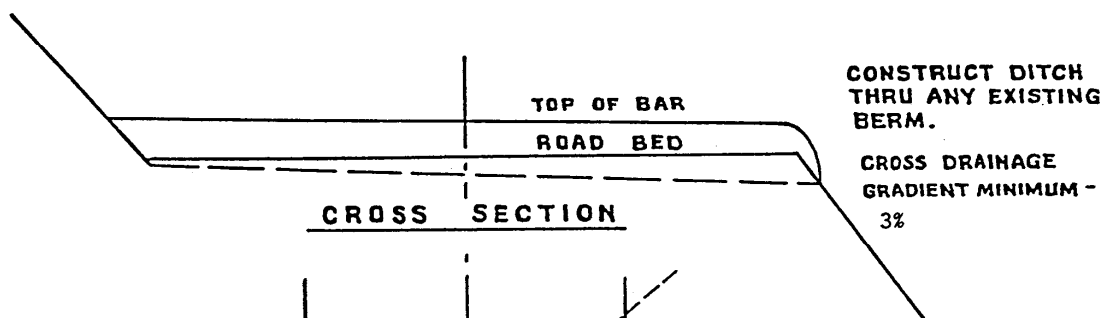 TOP OF BAR
ROAD BED
CROSS SECTION
CONSTRUCT DITCH
THRU ANY EXISTING
BERM.
CROSS DRAINAGE
GRADIENT MINIMUM -
3%